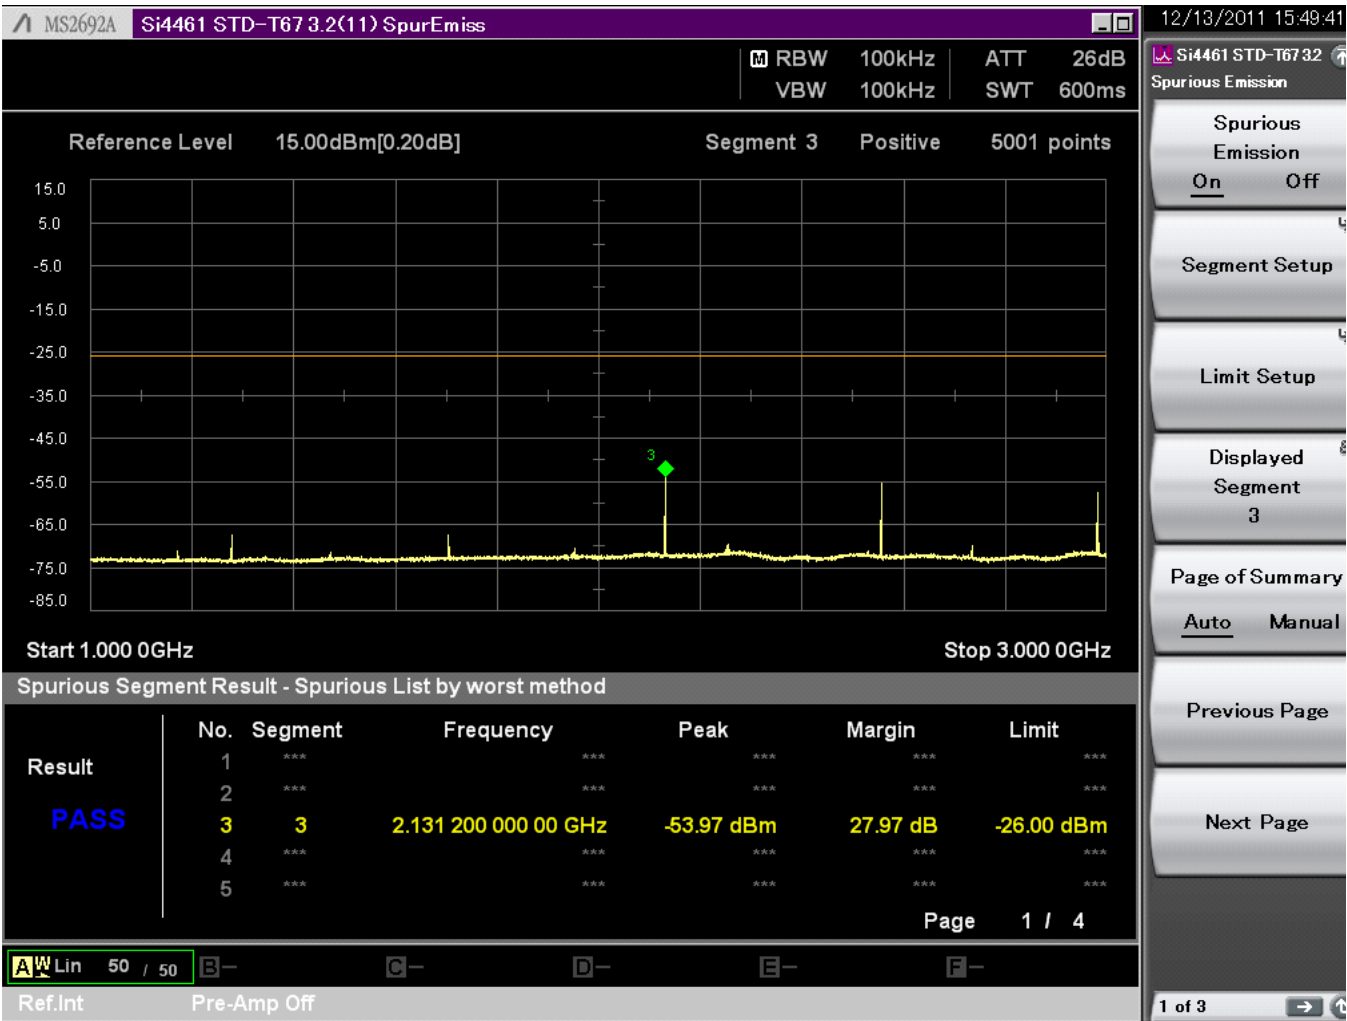 MS2692A Si4461 STD-T67 3.2(11) SpurEmiss
12/13/2011 15:49:41
M RBW 100kHz ATT 26dB
VBW 100kHz SWT 600ms
Reference Level 15.00dBm[0.20dB] Segment 3 Positive 5001 points
15.0
5.0
-5.0
-15.0
-25.0
-35.0
-45.0
-55.0
-65.0
-75.0
-85.0
3
Start 1.000 0GHz Stop 3.000 0GHz
Spurious Segment Result - Spurious List by worst method
No. Segment Frequency Peak Margin Limit
Result
PASS
1 *** *** *** *** ***
2 *** *** *** *** ***
3 3 2.131 200 000 00 GHz -53.97 dBm 27.97 dB -26.00 dBm
4 *** *** *** *** ***
5 *** *** *** *** ***
Page 1 / 4
A W Lin 50 / 50 B- C- D- E- F-
Ref.Int Pre-Amp Off
Si4461 STD-T67 3.2
Spurious Emission
Spurious
Emission
On Off
Segment Setup
Limit Setup
Displayed
Segment
3
Page of Summary
Auto Manual
Previous Page
Next Page
1 of 3